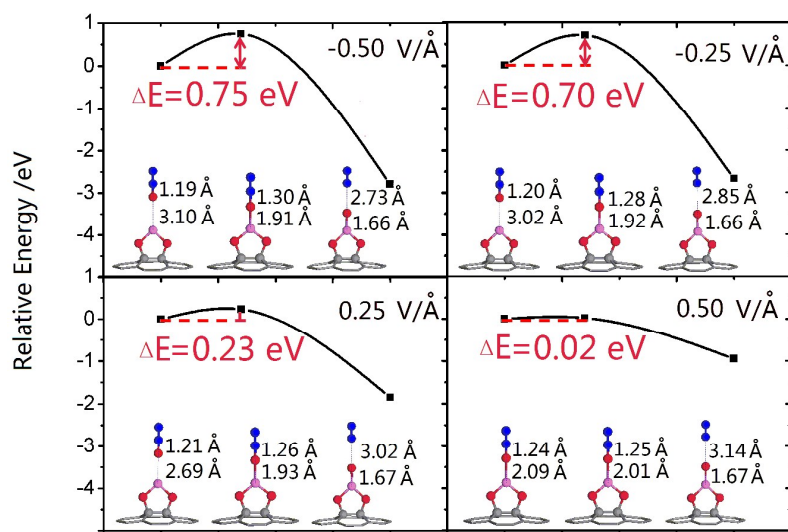 Relative Energy /eV
1
0
-1
-2
-3
-4
-0.50 V/Å
ΔE=0.75 eV
1.19 Å
3.10 Å
1.30 Å
1.91 Å
2.73 Å
1.66 Å
-0.25 V/Å
ΔE=0.70 eV
1.20 Å
3.02 Å
1.28 Å
1.92 Å
2.85 Å
1.66 Å
1
0
-1
-2
-3
-4
0.25 V/Å
ΔE=0.23 eV
1.21 Å
2.69 Å
1.26 Å
1.93 Å
3.02 Å
1.67 Å
0.50 V/Å
ΔE=0.02 eV
1.24 Å
2.09 Å
1.25 Å
2.01 Å
3.14 Å
1.67 Å